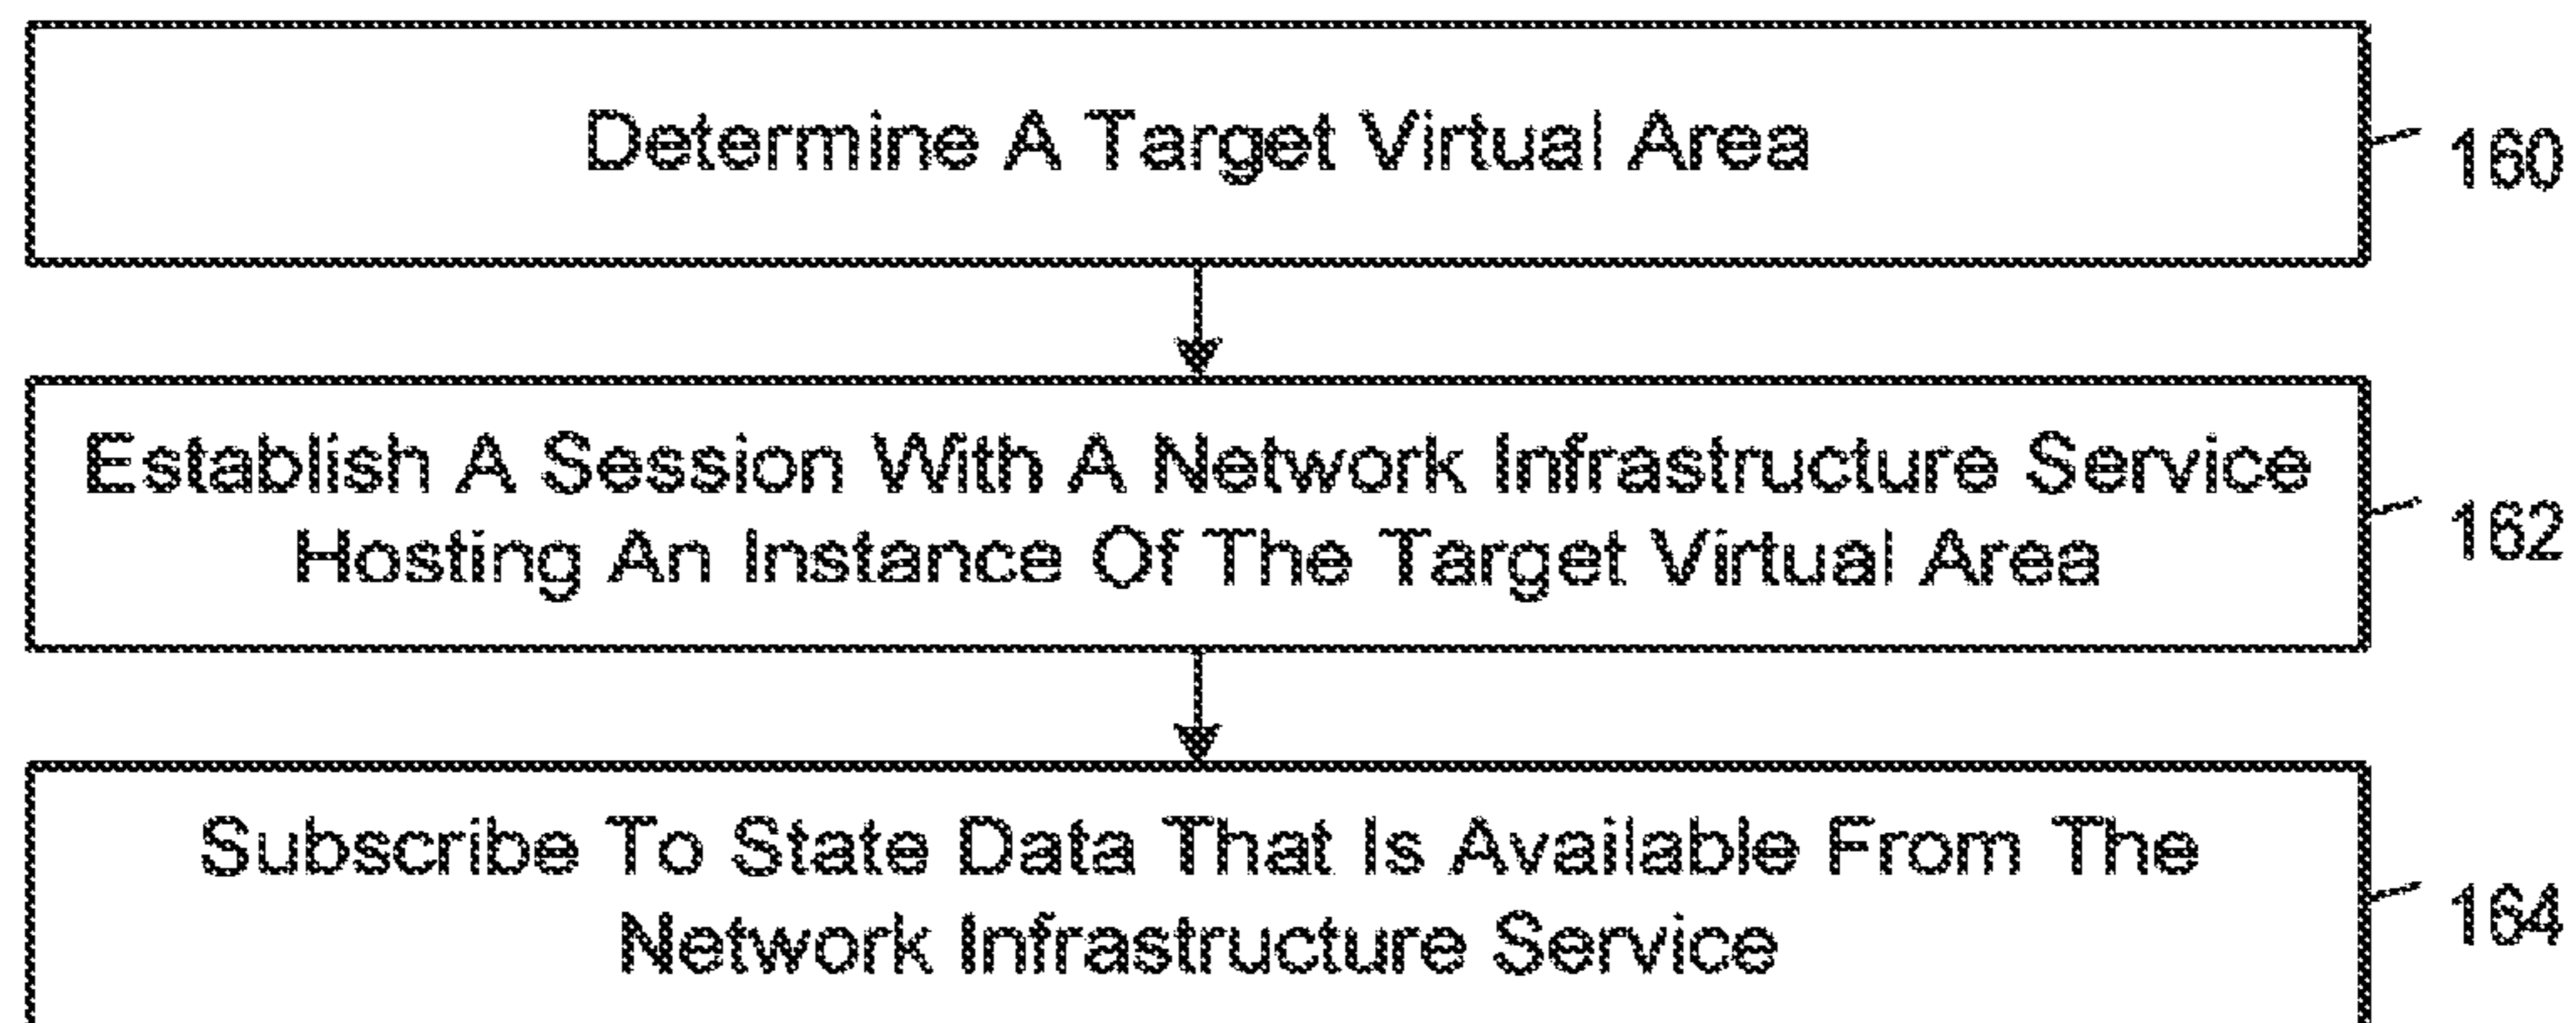 Determine A Target Virtual Area
160
Establish A Session With A Network Infrastructure Service
Hosting An Instance Of The Target Virtual Area
162
Subscribe To State Data That Is Available From The
Network Infrastructure Service
164